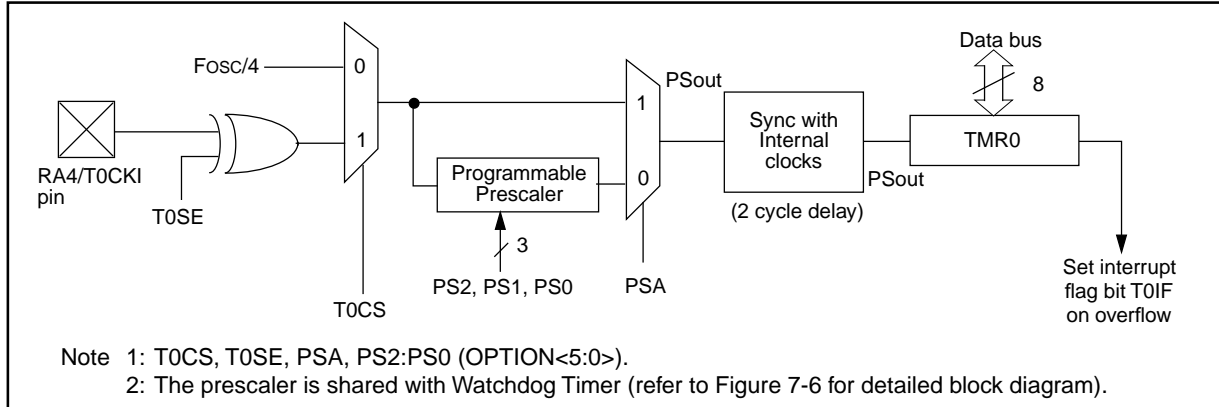 Data bus
FOSC/4
0
PSout
8
1
Sync with
Internal
clocks
TMR0
1
RA4/T0CKI
pin
Programmable
Prescaler
0
PSout
T0SE
(2 cycle delay)
3
PS2, PS1, PS0
PSA
Set interrupt
flag bit T0IF
on overflow
T0CS
Note 1: T0CS, T0SE, PSA, PS2:PS0 (OPTION<5:0>).
2: The prescaler is shared with Watchdog Timer (refer to Figure 7-6 for detailed block diagram).